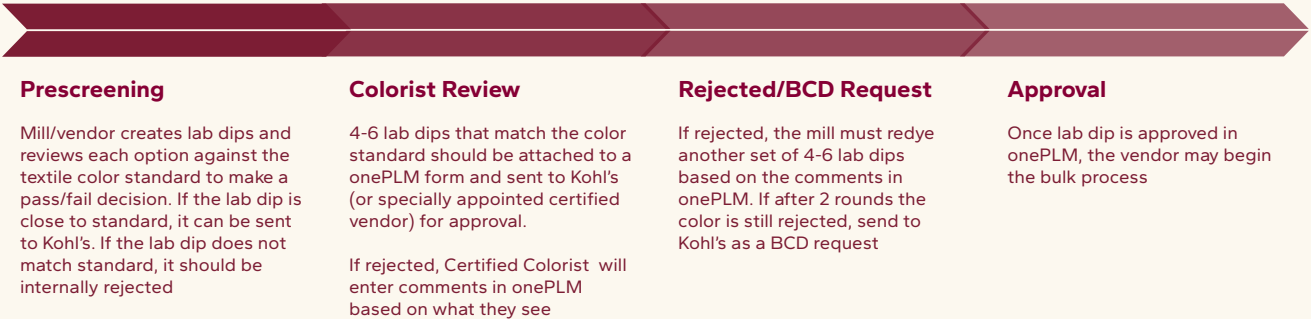 Prescreening
Mill/vendor creates lab dips and
reviews each option against the
textile color standard to make a
pass/fail decision. If the lab dip is
close to standard, it can be sent
to Kohl's. If the lab dip does not
match standard, it should be
internally rejected
Colorist Review
4-6 lab dips that match the color
standard should be attached to a
onePLM form and sent to Kohl's
(or specially appointed certified
vendor) for approval.
If rejected, Certified Colorist will
enter comments in onePLM
based on what they see
Rejected/BCD Request
If rejected, the mill must redye
another set of 4-6 lab dips
based on the comments in
onePLM. If after 2 rounds the
color is still rejected, send to
Kohl's as a BCD request
Approval
Once lab dip is approved in
onePLM, the vendor may begin
the bulk process